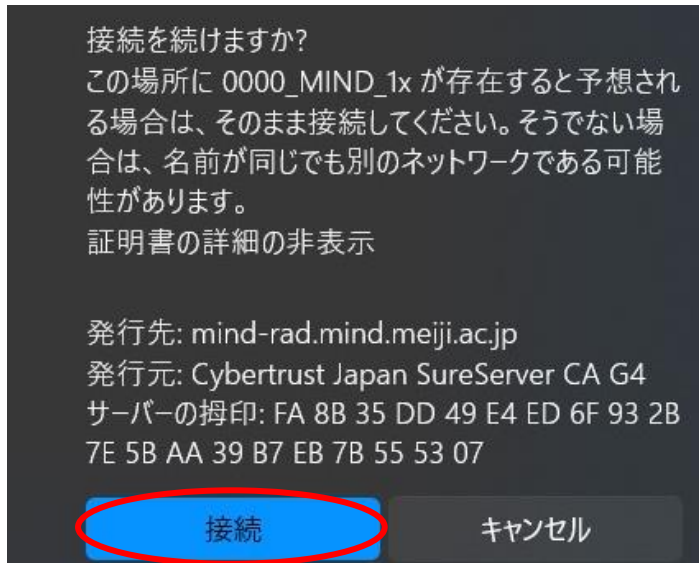 接続を続けますか?
この場所に 0000_MIND_1x が存在すると予想され
る場合は、そのまま接続してください。そうでない場
合は、名前が同じでも別のネットワークである可能
性があります。
証明書の詳細の非表示
発行先: mind-rad.mind.meiji.ac.jp
発行元: Cybertrust Japan SureServer CA G4
サーバーの拇印: FA 8B 35 DD 49 E4 ED 6F 93 2B
7E 5B AA 39 B7 EB 7B 55 53 07
接続 キャンセル